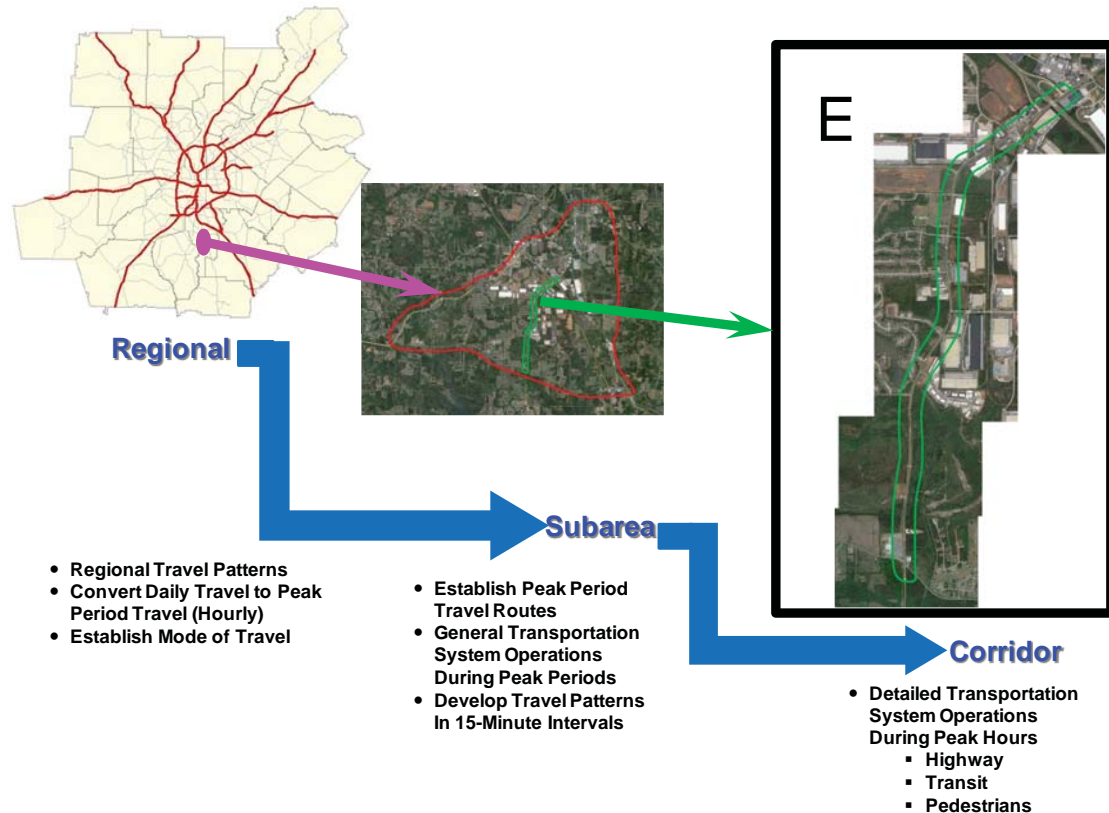 E
Regional
• Regional Travel Patterns
• Convert Daily Travel to Peak
Period Travel (Hourly)
• Establish Mode of Travel
Subarea
• Establish Peak Period
Travel Routes
• General Transportation
System Operations
During Peak Periods
• Develop Travel Patterns
In 15-Minute Intervals
Corridor
• Detailed Transportation
System Operations
During Peak Hours
▪ Highway
▪ Transit
▪ Pedestrians